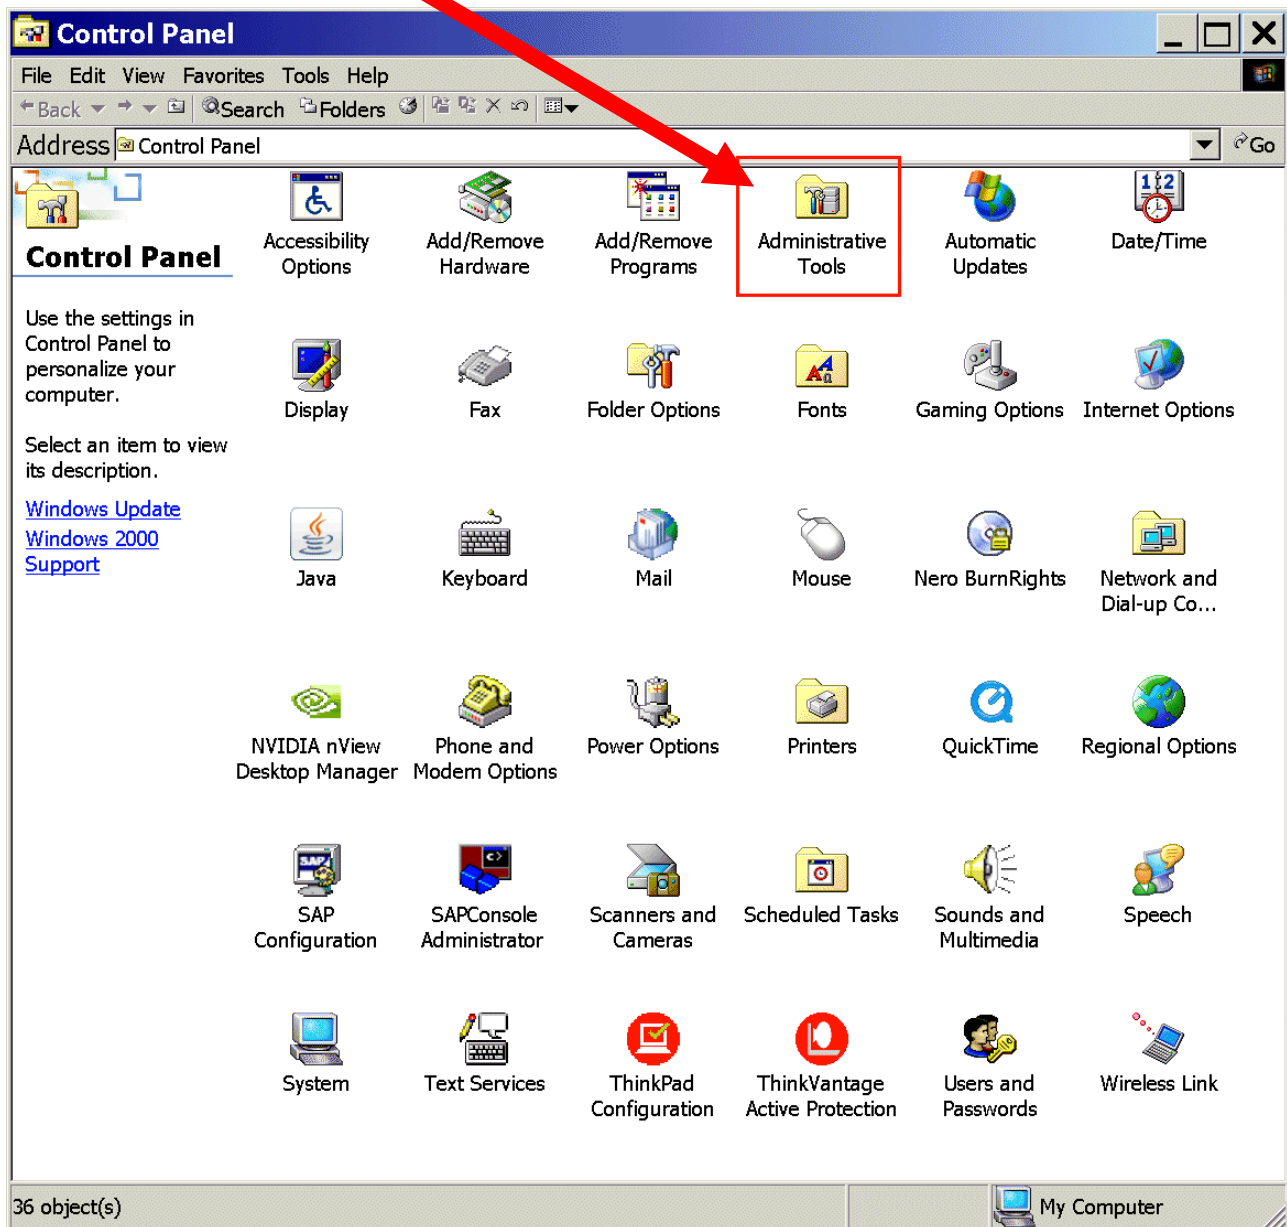 Control Panel
File Edit View Favorites Tools Help
Back Search Folders
Address Control Panel Go
Control Panel
Use the settings in
Control Panel to
personalize your
computer.
Select an item to view
its description.
Windows Update
Windows 2000
Support
Accessibility
Options
Add/Remove
Hardware
Add/Remove
Programs
Administrative
Tools
Automatic
Updates
Date/Time
Display
Fax
Folder Options
Fonts
Gaming Options
Internet Options
Java
Keyboard
Mail
Mouse
Nero BurnRights
Network and
Dial-up Co...
NVIDIA nView
Desktop Manager
Phone and
Modem Options
Power Options
Printers
QuickTime
Regional Options
SAP
Configuration
SAPConsole
Administrator
Scanners and
Cameras
Scheduled Tasks
Sounds and
Multimedia
Speech
System
Text Services
ThinkPad
Configuration
ThinkVantage
Active Protection
Users and
Passwords
Wireless Link
36 object(s)
My Computer